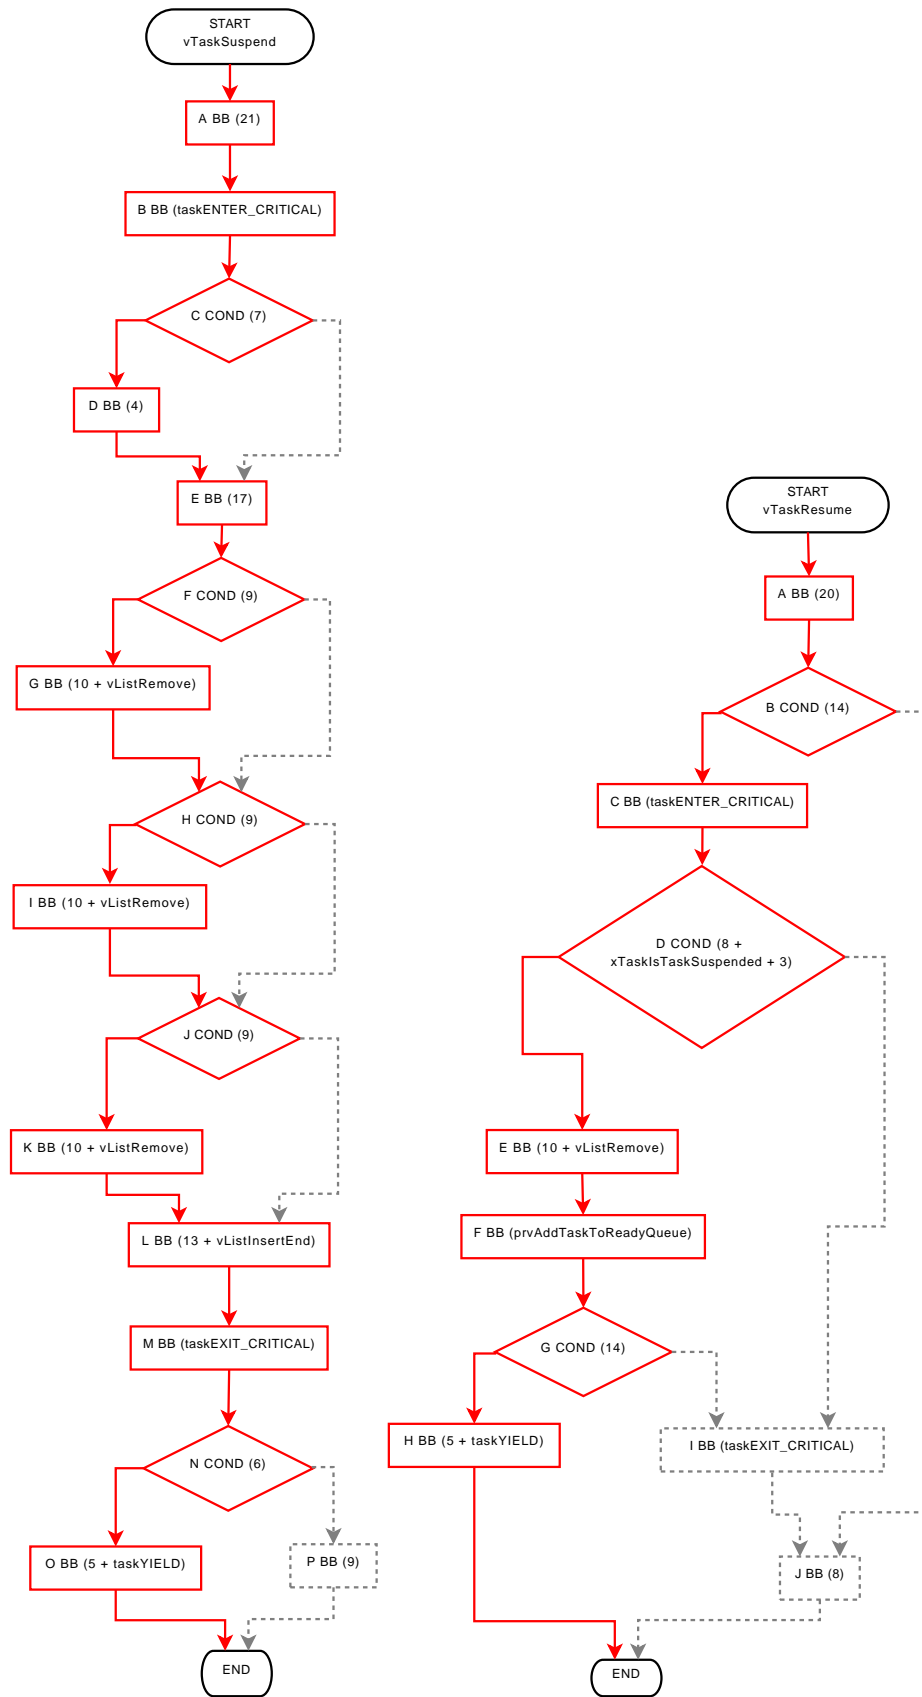 START
vTaskSuspend
A BB (21)
B BB (taskENTER_CRITICAL)
C COND (7)
D BB (4)
E BB (17)
F COND (9)
G BB (10 + vListRemove)
H COND (9)
I BB (10 + vListRemove)
J COND (9)
K BB (10 + vListRemove)
L BB (13 + vListInsertEnd)
M BB (taskEXIT_CRITICAL)
N COND (6)
O BB (5 + taskYIELD)
P BB (9)
END
START
vTaskResume
A BB (20)
B COND (14)
C BB (taskENTER_CRITICAL)
D COND (8 +
xTaskIsTaskSuspended + 3)
E BB (10 + vListRemove)
F BB (prvAddTaskToReadyQueue)
G COND (14)
H BB (5 + taskYIELD)
I BB (taskEXIT_CRITICAL)
J BB (8)
END